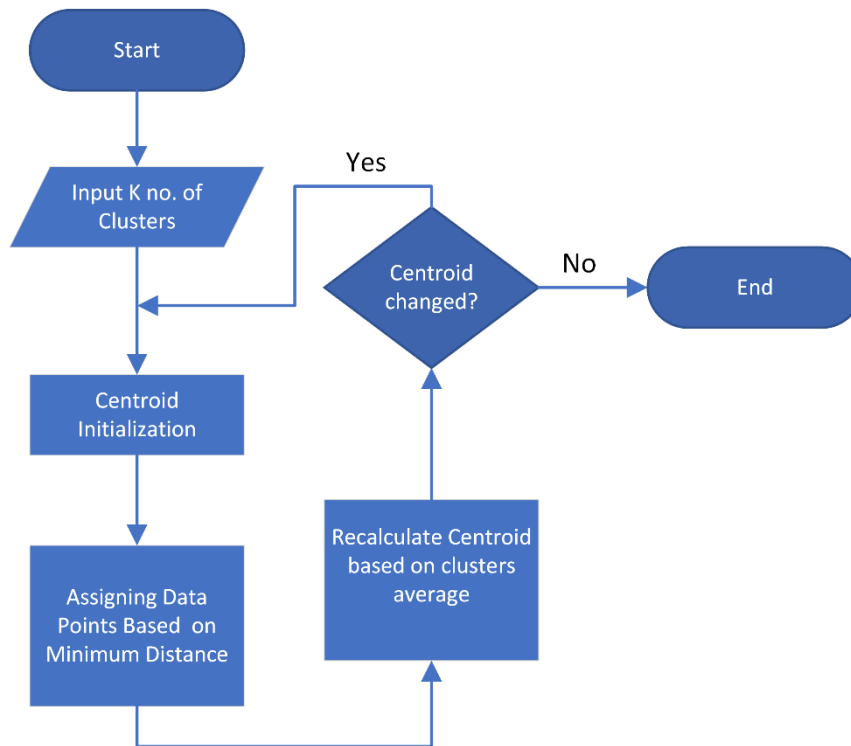 Start
Input K no. of
Clusters
Yes
Centroid
changed?
No
End
Centroid
Initialization
Assigning Data
Points Based on
Minimum Distance
Recalculate Centroid
based on clusters
average